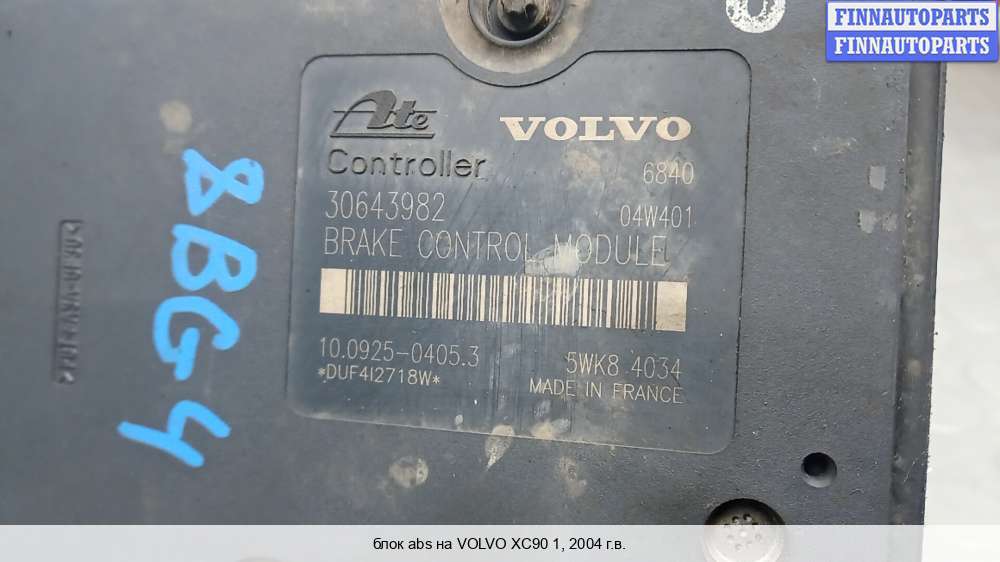 FINNAUTOPARTS
FINNAUTOPARTS
Ate
VOLVO
Controller
6840
30643982
04W401
BRAKE CONTROL MODULE
10.0925-0405.3
5WK8 4034
*DUF4I2718W*
MADE IN FRANCE
8BG4
блок abs на VOLVO XC90 1, 2004 г.в.